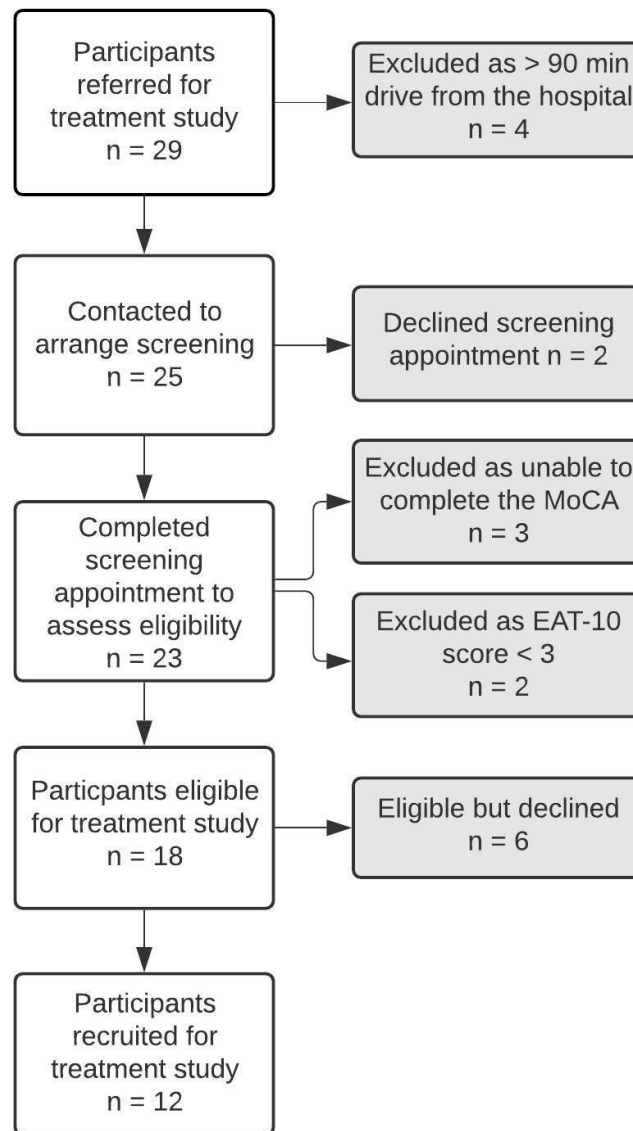 Participants
referred for
treatment study
n = 29
Excluded as > 90 min
drive from the hospital
n = 4
Contacted to
arrange screening
n = 25
Declined screening
appointment n = 2
Completed
screening
appointment to
assess eligibility
n = 23
Excluded as unable to
complete the MoCA
n = 3
Excluded as EAT-10
score < 3
n = 2
Particpants eligible
for treatment study
n = 18
Eligible but declined
n = 6
Participants
recruited for
treatment study
n = 12